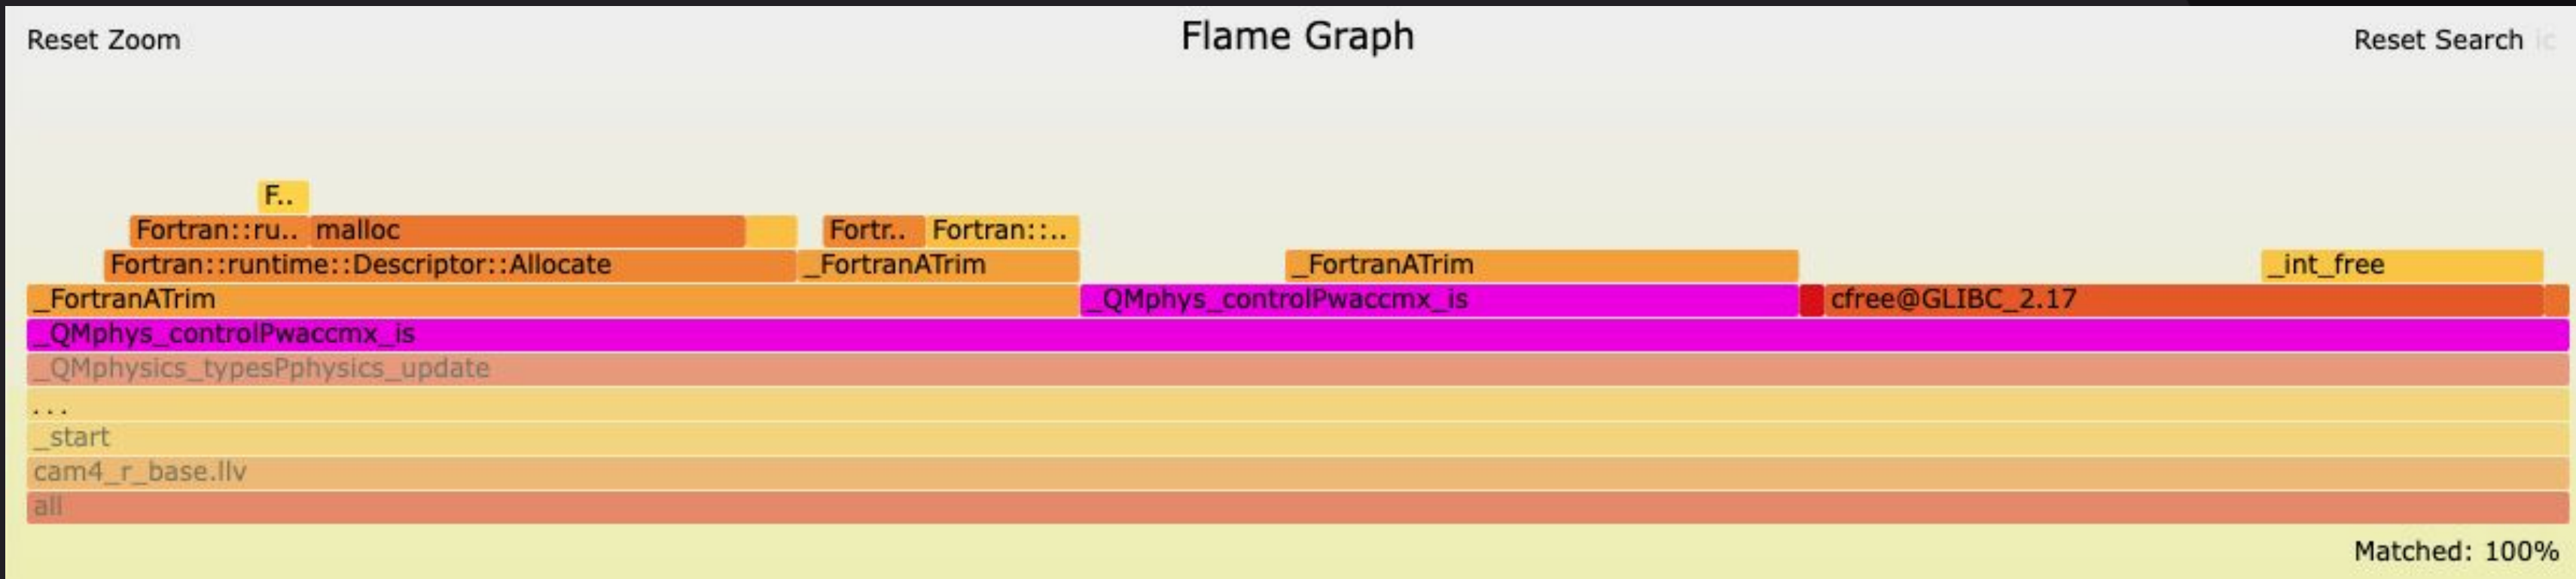 Reset Zoom
Flame Graph
Reset Search ic
F..
Fortran::ru.. malloc Fortr.. Fortran::..
Fortran::runtime::Descriptor::Allocate _FortranATrim _FortranATrim _int_free
_FortranATrim _QMphys_controlPwaccmx_is cfree@GLIBC_2.17
_QMphys_controlPwaccmx_is
_QMphysics_typesPphysics_update
...
_start
cam4_r_base.llv
all
Matched: 100%